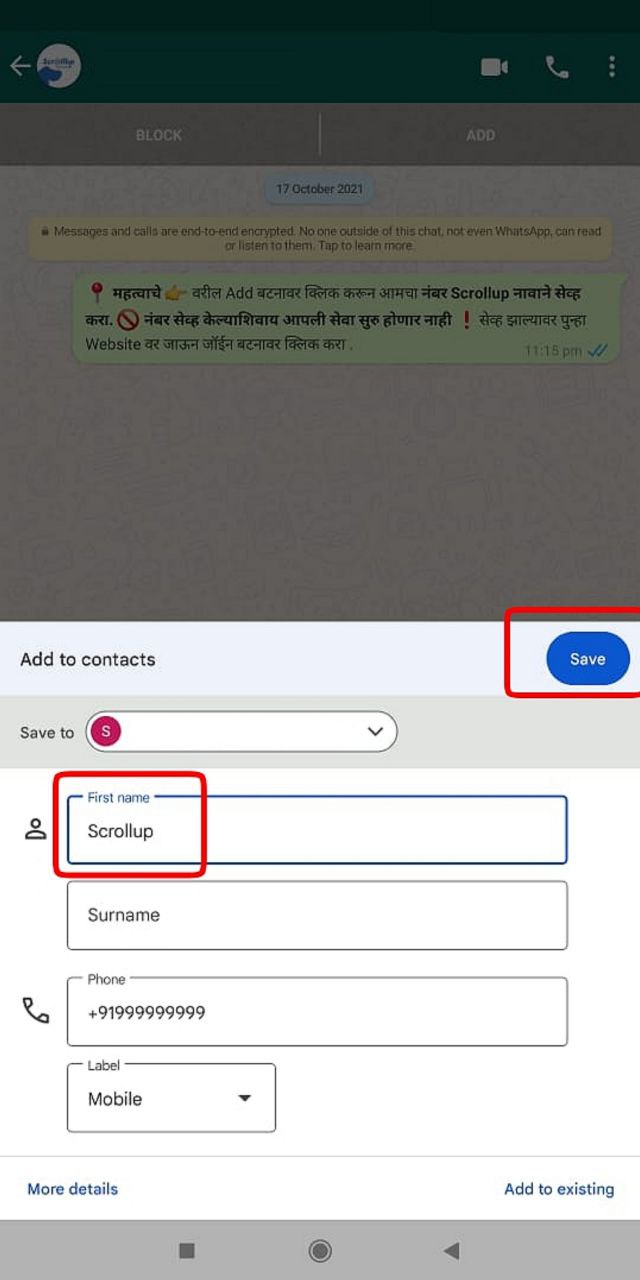 Scrollup
BLOCK
ADD
17 October 2021
Messages and calls are end-to-end encrypted. No one outside of this chat, not even WhatsApp, can read
or listen to them. Tap to learn more.
📍 महत्वाचे 👉 वरील Add बटनावर क्लिक करून आमचा नंबर Scrollup नावाने सेव्ह
करा. 🚫 नंबर सेव्ह केल्याशिवाय आपली सेवा सुरु होणार नाही ❗ सेव्ह झाल्यावर पुन्हा
Website वर जाऊन जॉईन बटनावर क्लिक करा .
11:15 pm
Add to contacts
Save
Save to
S
First name
Scrollup
Surname
Phone
+91999999999
Label
Mobile
More details
Add to existing